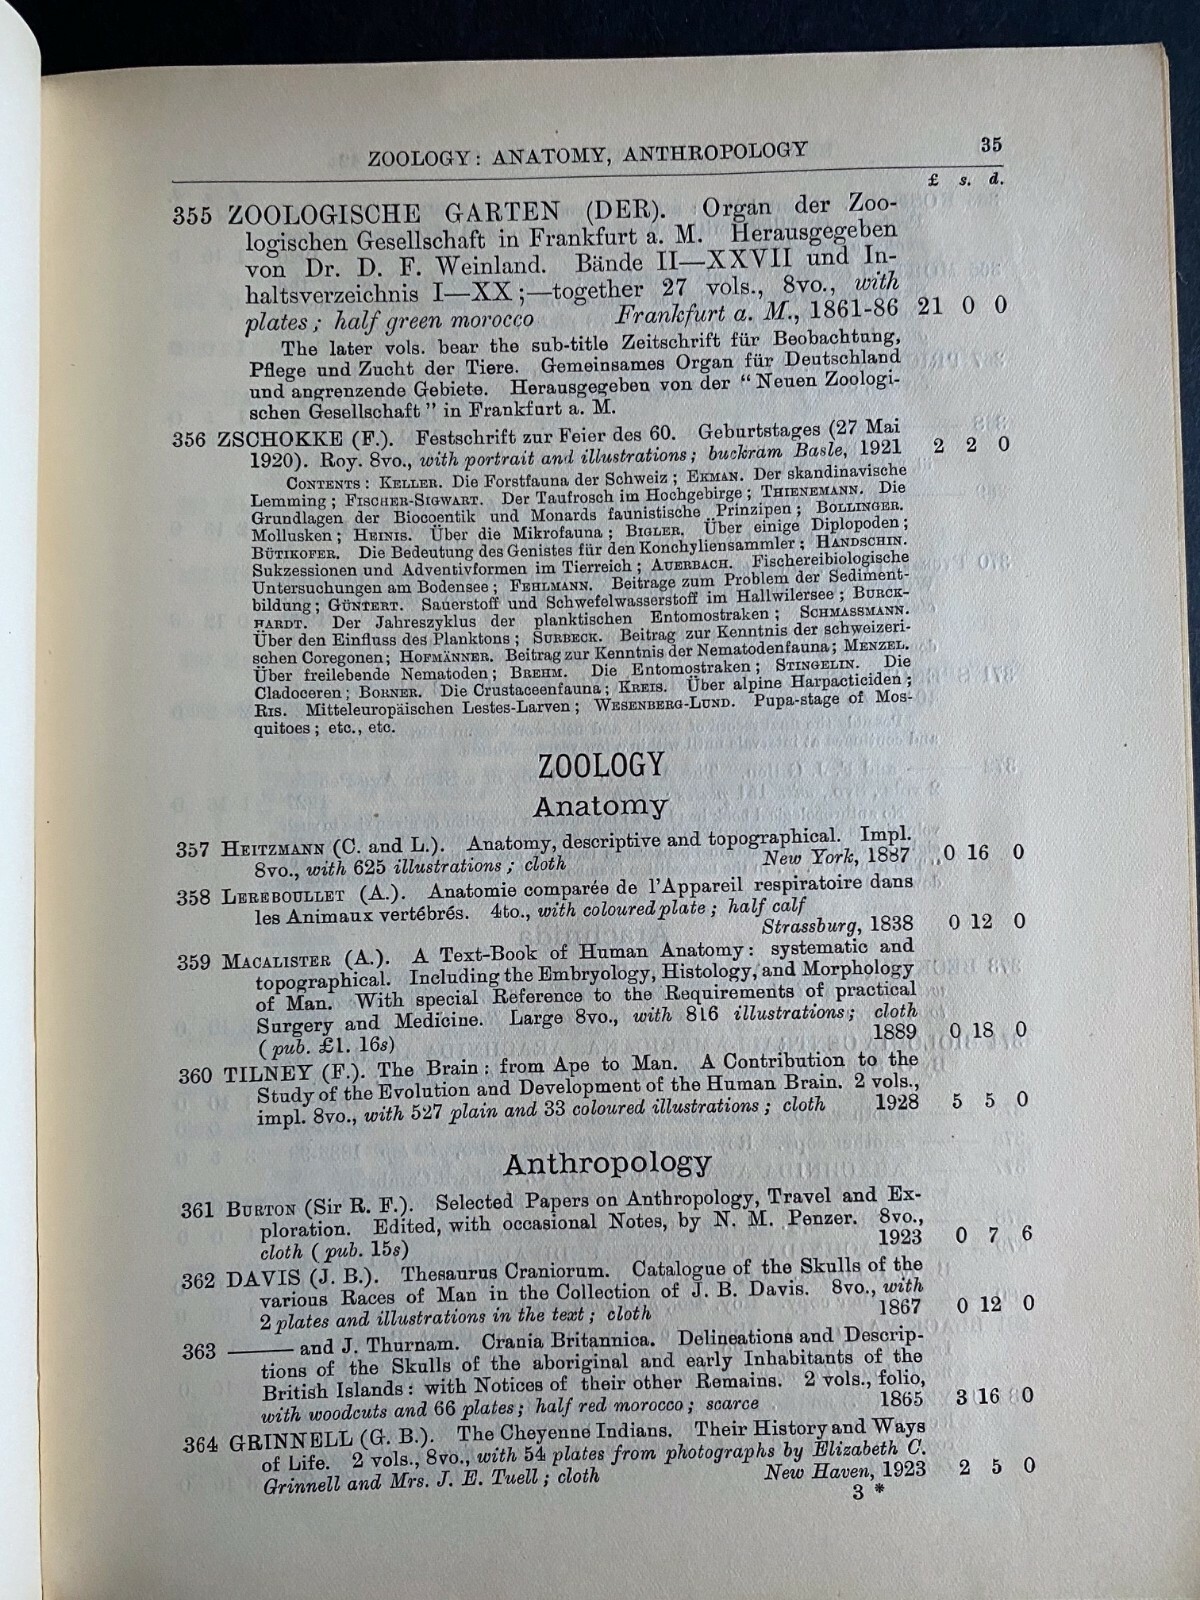 ZOOLOGY: ANATOMY, ANTHROPOLOGY 35
£ s. d.
355 ZOOLOGISCHE GARTEN (DER). Organ der Zoo-
logischen Gesellschaft in Frankfurt a. M. Herausgegeben
von Dr. D. F. Weinland. Bände II—XXVII und In-
haltsverzeichnis I—XX;—together 27 vols., 8vo., with
plates; half green morocco Frankfurt a. M., 1861-86 21 0 0
The later vols. bear the sub-title Zeitschrift für Beobachtung,
Pflege und Zucht der Tiere. Gemeinsames Organ für Deutschland
und angrenzende Gebiete. Herausgegeben von der "Neuen Zoologi-
schen Gesellschaft" in Frankfurt a. M.
356 ZSCHOKKE (F.). Festschrift zur Feier des 60. Geburtstages (27 Mai
1920). Roy. 8vo., with portrait and illustrations; buckram Basle, 1921 2 2 0
CONTENTS: KELLER. Die Forstfauna der Schweiz; EKMAN. Der skandinavische
Lemming; FISCHER-SIGWART. Der Taufrosch im Hochgebirge; THIENEMANN. Die
Grundlagen der Biocoentik und Monards faunistische Prinzipen; BOLLINGER.
Mollusken; HEINIS. Über die Mikrofauna; BIGLER. Über einige Diplopoden;
BÜTIKOFER. Die Bedeutung des Genistes für den Konchyliensammler; HANDSCHIN.
Sukzessionen und Adventivformen im Tierreich; AUERBACH. Fischereibiologische
Untersuchungen am Bodensee; FEHLMANN. Beitrage zum Problem der Sediment-
bildung; GÜNTERT. Sauerstoff und Schwefelwasserstoff im Hallwilersee; BURCK-
HARDT. Der Jahreszyklus der planktischen Entomostraken; SCHMASSMANN.
Über den Einfluss des Planktons; SURBECK. Beitrag zur Kenntnis der schweizeri-
schen Coregonen; HOFMÄNNER. Beitrag zur Kenntnis der Nematodenfauna; MENZEL.
Über freilebende Nematoden; BREHM. Die Entomostraken; STINGELIN. Die
Cladoceren; BORNER. Die Crustaceenfauna; KREIS. Über alpine Harpacticiden;
RIS. Mitteleuropäischen Lestes-Larven; WESENBERG-LUND. Pupa-stage of Mos-
quitoes; etc., etc.
ZOOLOGY
Anatomy
357 HEITZMANN (C. and L.). Anatomy, descriptive and topographical. Impl.
8vo., with 625 illustrations; cloth New York, 1887 0 16 0
358 LEREBOULLET (A.). Anatomie comparée de l'Appareil respiratoire dans
les Animaux vertébrés. 4to., with coloured plate; half calf
Strassburg, 1838 0 12 0
359 MACALISTER (A.). A Text-Book of Human Anatomy: systematic and
topographical. Including the Embryology, Histology, and Morphology
of Man. With special Reference to the Requirements of practical
Surgery and Medicine. Large 8vo., with 816 illustrations; cloth
(pub. £1. 16s) 1889 0 18 0
360 TILNEY (F.). The Brain: from Ape to Man. A Contribution to the
Study of the Evolution and Development of the Human Brain. 2 vols.,
impl. 8vo., with 527 plain and 33 coloured illustrations; cloth 1928 5 5 0
Anthropology
361 BURTON (Sir R. F.). Selected Papers on Anthropology, Travel and Ex-
ploration. Edited, with occasional Notes, by N. M. Penzer. 8vo.,
cloth (pub. 15s) 1923 0 7 6
362 DAVIS (J. B.). Thesaurus Craniorum. Catalogue of the Skulls of the
various Races of Man in the Collection of J. B. Davis. 8vo., with
2 plates and illustrations in the text; cloth 1867 0 12 0
363 ——— and J. Thurnam. Crania Britannica. Delineations and Descrip-
tions of the Skulls of the aboriginal and early Inhabitants of the
British Islands: with Notices of their other Remains. 2 vols., folio,
with woodcuts and 66 plates; half red morocco; scarce 1865 3 16 0
364 GRINNELL (G. B.). The Cheyenne Indians. Their History and Ways
of Life. 2 vols., 8vo., with 54 plates from photographs by Elizabeth C.
Grinnell and Mrs. J. E. Tuell; cloth New Haven, 1923 2 5 0
3 *